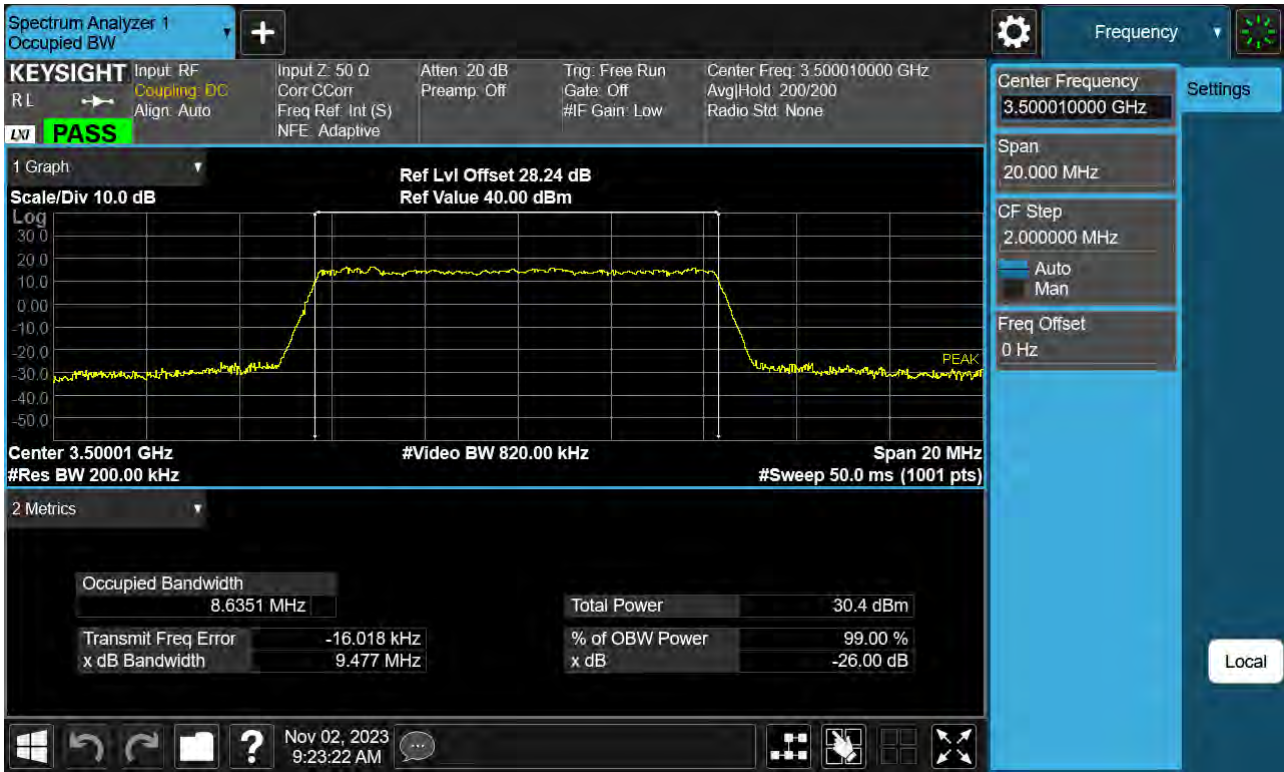 Spectrum Analyzer 1
Occupied BW
Frequency
KEYSIGHT
RL
LXI
PASS
Input: RF
Coupling: DC
Align: Auto
Input Z: 50 Ω
Corr CCorr
Freq Ref: Int (S)
NFE: Adaptive
Atten: 20 dB
Preamp: Off
Trig: Free Run
Gate: Off
#IF Gain: Low
Center Freq: 3.500010000 GHz
Avg|Hold: 200/200
Radio Std: None
Center Frequency
3.500010000 GHz
Settings
Span
20.000 MHz
CF Step
2.000000 MHz
Auto
Man
Freq Offset
0 Hz
Local
1 Graph
Scale/Div 10.0 dB
Ref Lvl Offset 28.24 dB
Ref Value 40.00 dBm
Log
30.0
20.0
10.0
0.00
-10.0
-20.0
-30.0
-40.0
-50.0
PEAK
Center 3.50001 GHz
#Video BW 820.00 kHz
Span 20 MHz
#Res BW 200.00 kHz
#Sweep 50.0 ms (1001 pts)
2 Metrics
Occupied Bandwidth
8.6351 MHz
Total Power 30.4 dBm
Transmit Freq Error -16.018 kHz
% of OBW Power 99.00 %
x dB Bandwidth 9.477 MHz
x dB -26.00 dB
?
Nov 02, 2023
9:23:22 AM